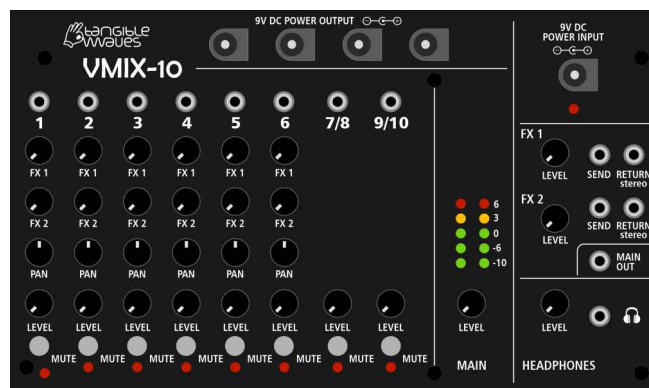 tangible
waves
VMIX-10
9V DC POWER OUTPUT
9V DC
POWER INPUT
1 2 3 4 5 6 7/8 9/10
FX 1 FX 1 FX 1 FX 1 FX 1 FX 1
FX 2 FX 2 FX 2 FX 2 FX 2 FX 2
PAN PAN PAN PAN PAN PAN
LEVEL LEVEL LEVEL LEVEL LEVEL LEVEL LEVEL LEVEL
MUTE MUTE MUTE MUTE MUTE MUTE MUTE MUTE
6
3
0
-6
-10
LEVEL
MAIN
FX 1
LEVEL SEND RETURN
stereo
FX 2
LEVEL SEND RETURN
stereo
MAIN
OUT
LEVEL
HEADPHONES